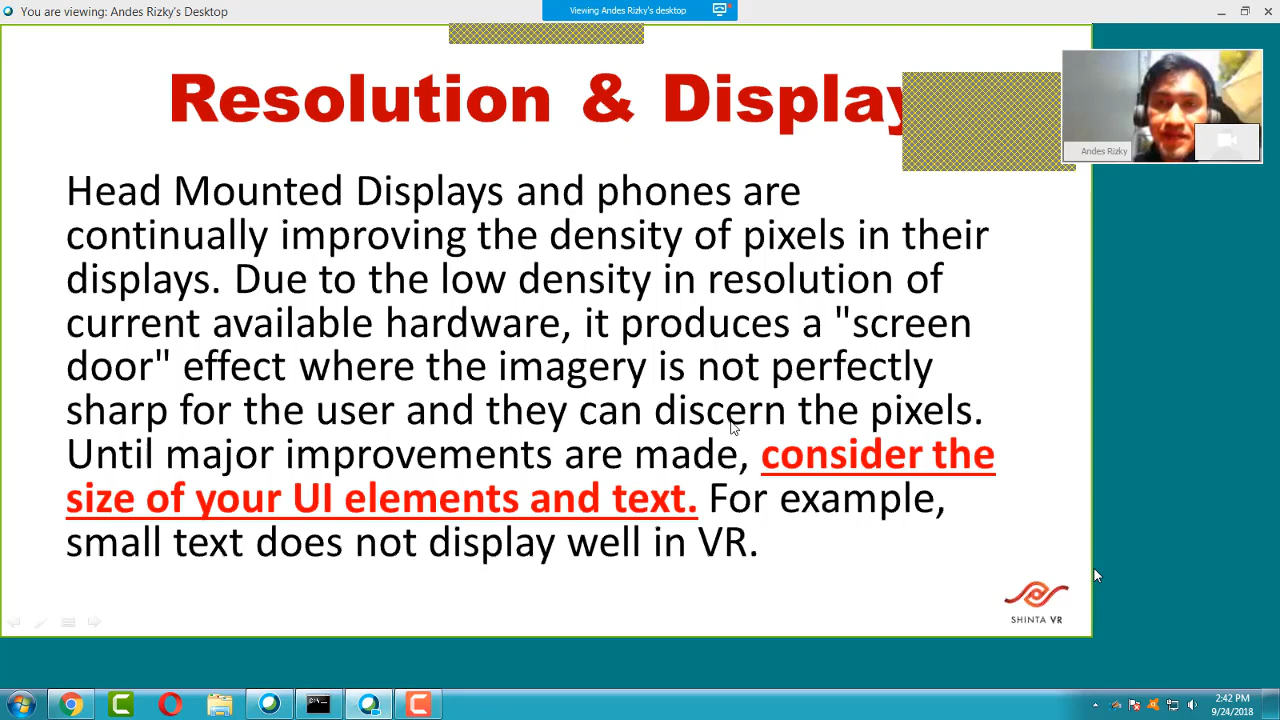 You are viewing: Andes Rizky's Desktop
Viewing Andes Rizky's desktop
Resolution & Display
Andes Rizky
Head Mounted Displays and phones are
continually improving the density of pixels in their
displays. Due to the low density in resolution of
current available hardware, it produces a "screen
door" effect where the imagery is not perfectly
sharp for the user and they can discern the pixels.
Until major improvements are made, consider the
size of your UI elements and text. For example,
small text does not display well in VR.
SHINTA VR
2:42 PM
9/24/2018